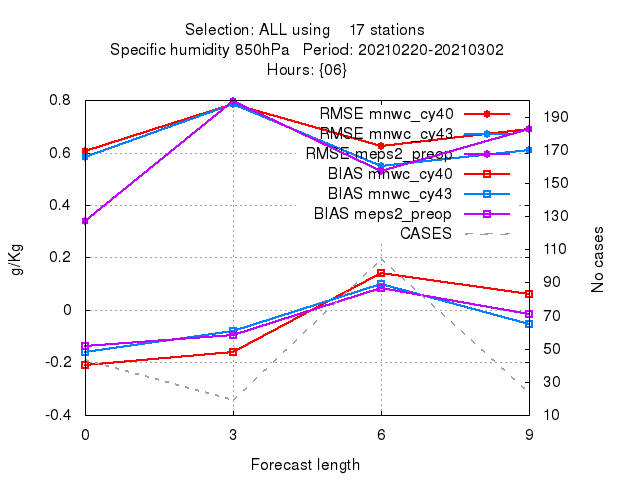 Selection: ALL using    17 stations
Specific humidity 850hPa   Period: 20210220-20210302
Hours: {06}
RMSE mnwc_cy40
RMSE mnwc_cy43
RMSE meps2_preop
BIAS mnwc_cy40
BIAS mnwc_cy43
BIAS meps2_preop
CASES
g/Kg
0.8
0.6
0.4
0.2
0
-0.2
-0.4
No cases
190
170
150
130
110
90
70
50
30
10
0 3 6 9
Forecast length